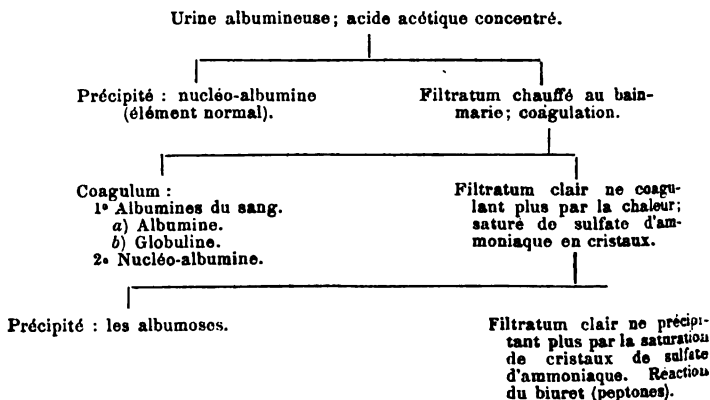 Urine albumineuse; acide acétique concentré.
Précipité : nucléo-albumine
(élément normal).
Filtratum chauffé au bain-
marie; coagulation.
Coagulum :
1° Albumines du sang.
a) Albumine.
b) Globuline.
2° Nucléo-albumine.
Filtratum clair ne coagu-
lant plus par la chaleur;
saturé de sulfate d'am-
moniaque en cristaux.
Précipité : les albumoses.
Filtratum clair ne précipi-
tant plus par la saturation
de cristaux de sulfate
d'ammoniaque. Réaction
du biuret (peptones).